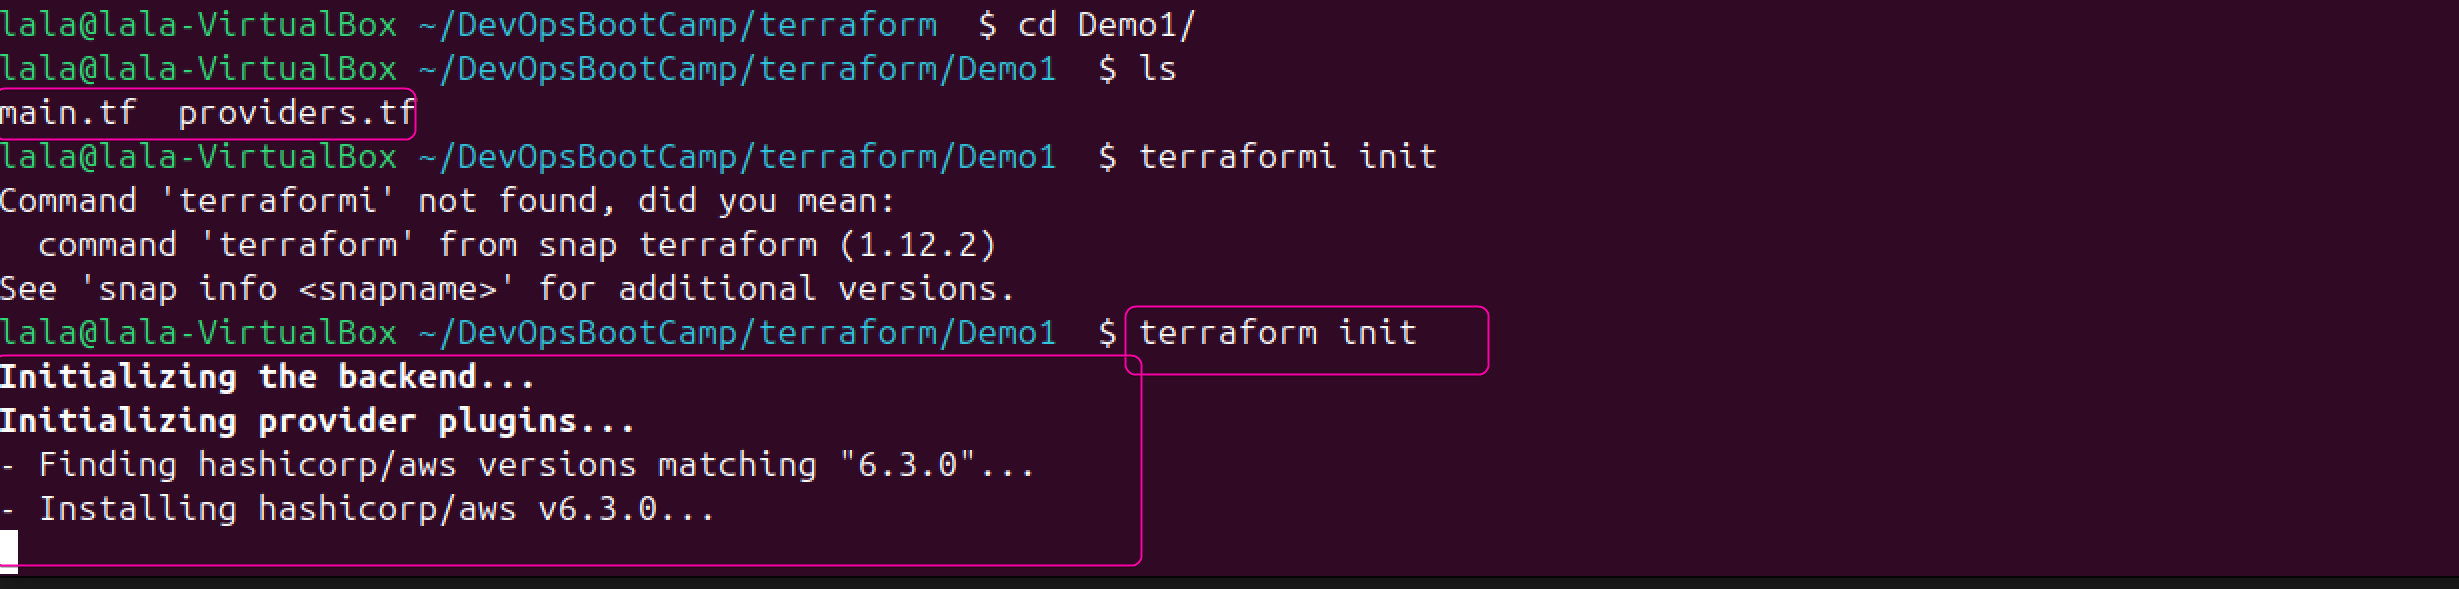 lala@lala-VirtualBox ~/DevOpsBootCamp/terraform  $ cd Demo1/
lala@lala-VirtualBox ~/DevOpsBootCamp/terraform/Demo1  $ ls
main.tf  providers.tf
lala@lala-VirtualBox ~/DevOpsBootCamp/terraform/Demo1  $ terraformi init
Command 'terraformi' not found, did you mean:
  command 'terraform' from snap terraform (1.12.2)
See 'snap info <snapname>' for additional versions.
lala@lala-VirtualBox ~/DevOpsBootCamp/terraform/Demo1  $ terraform init
Initializing the backend...
Initializing provider plugins...
- Finding hashicorp/aws versions matching "6.3.0"...
- Installing hashicorp/aws v6.3.0...